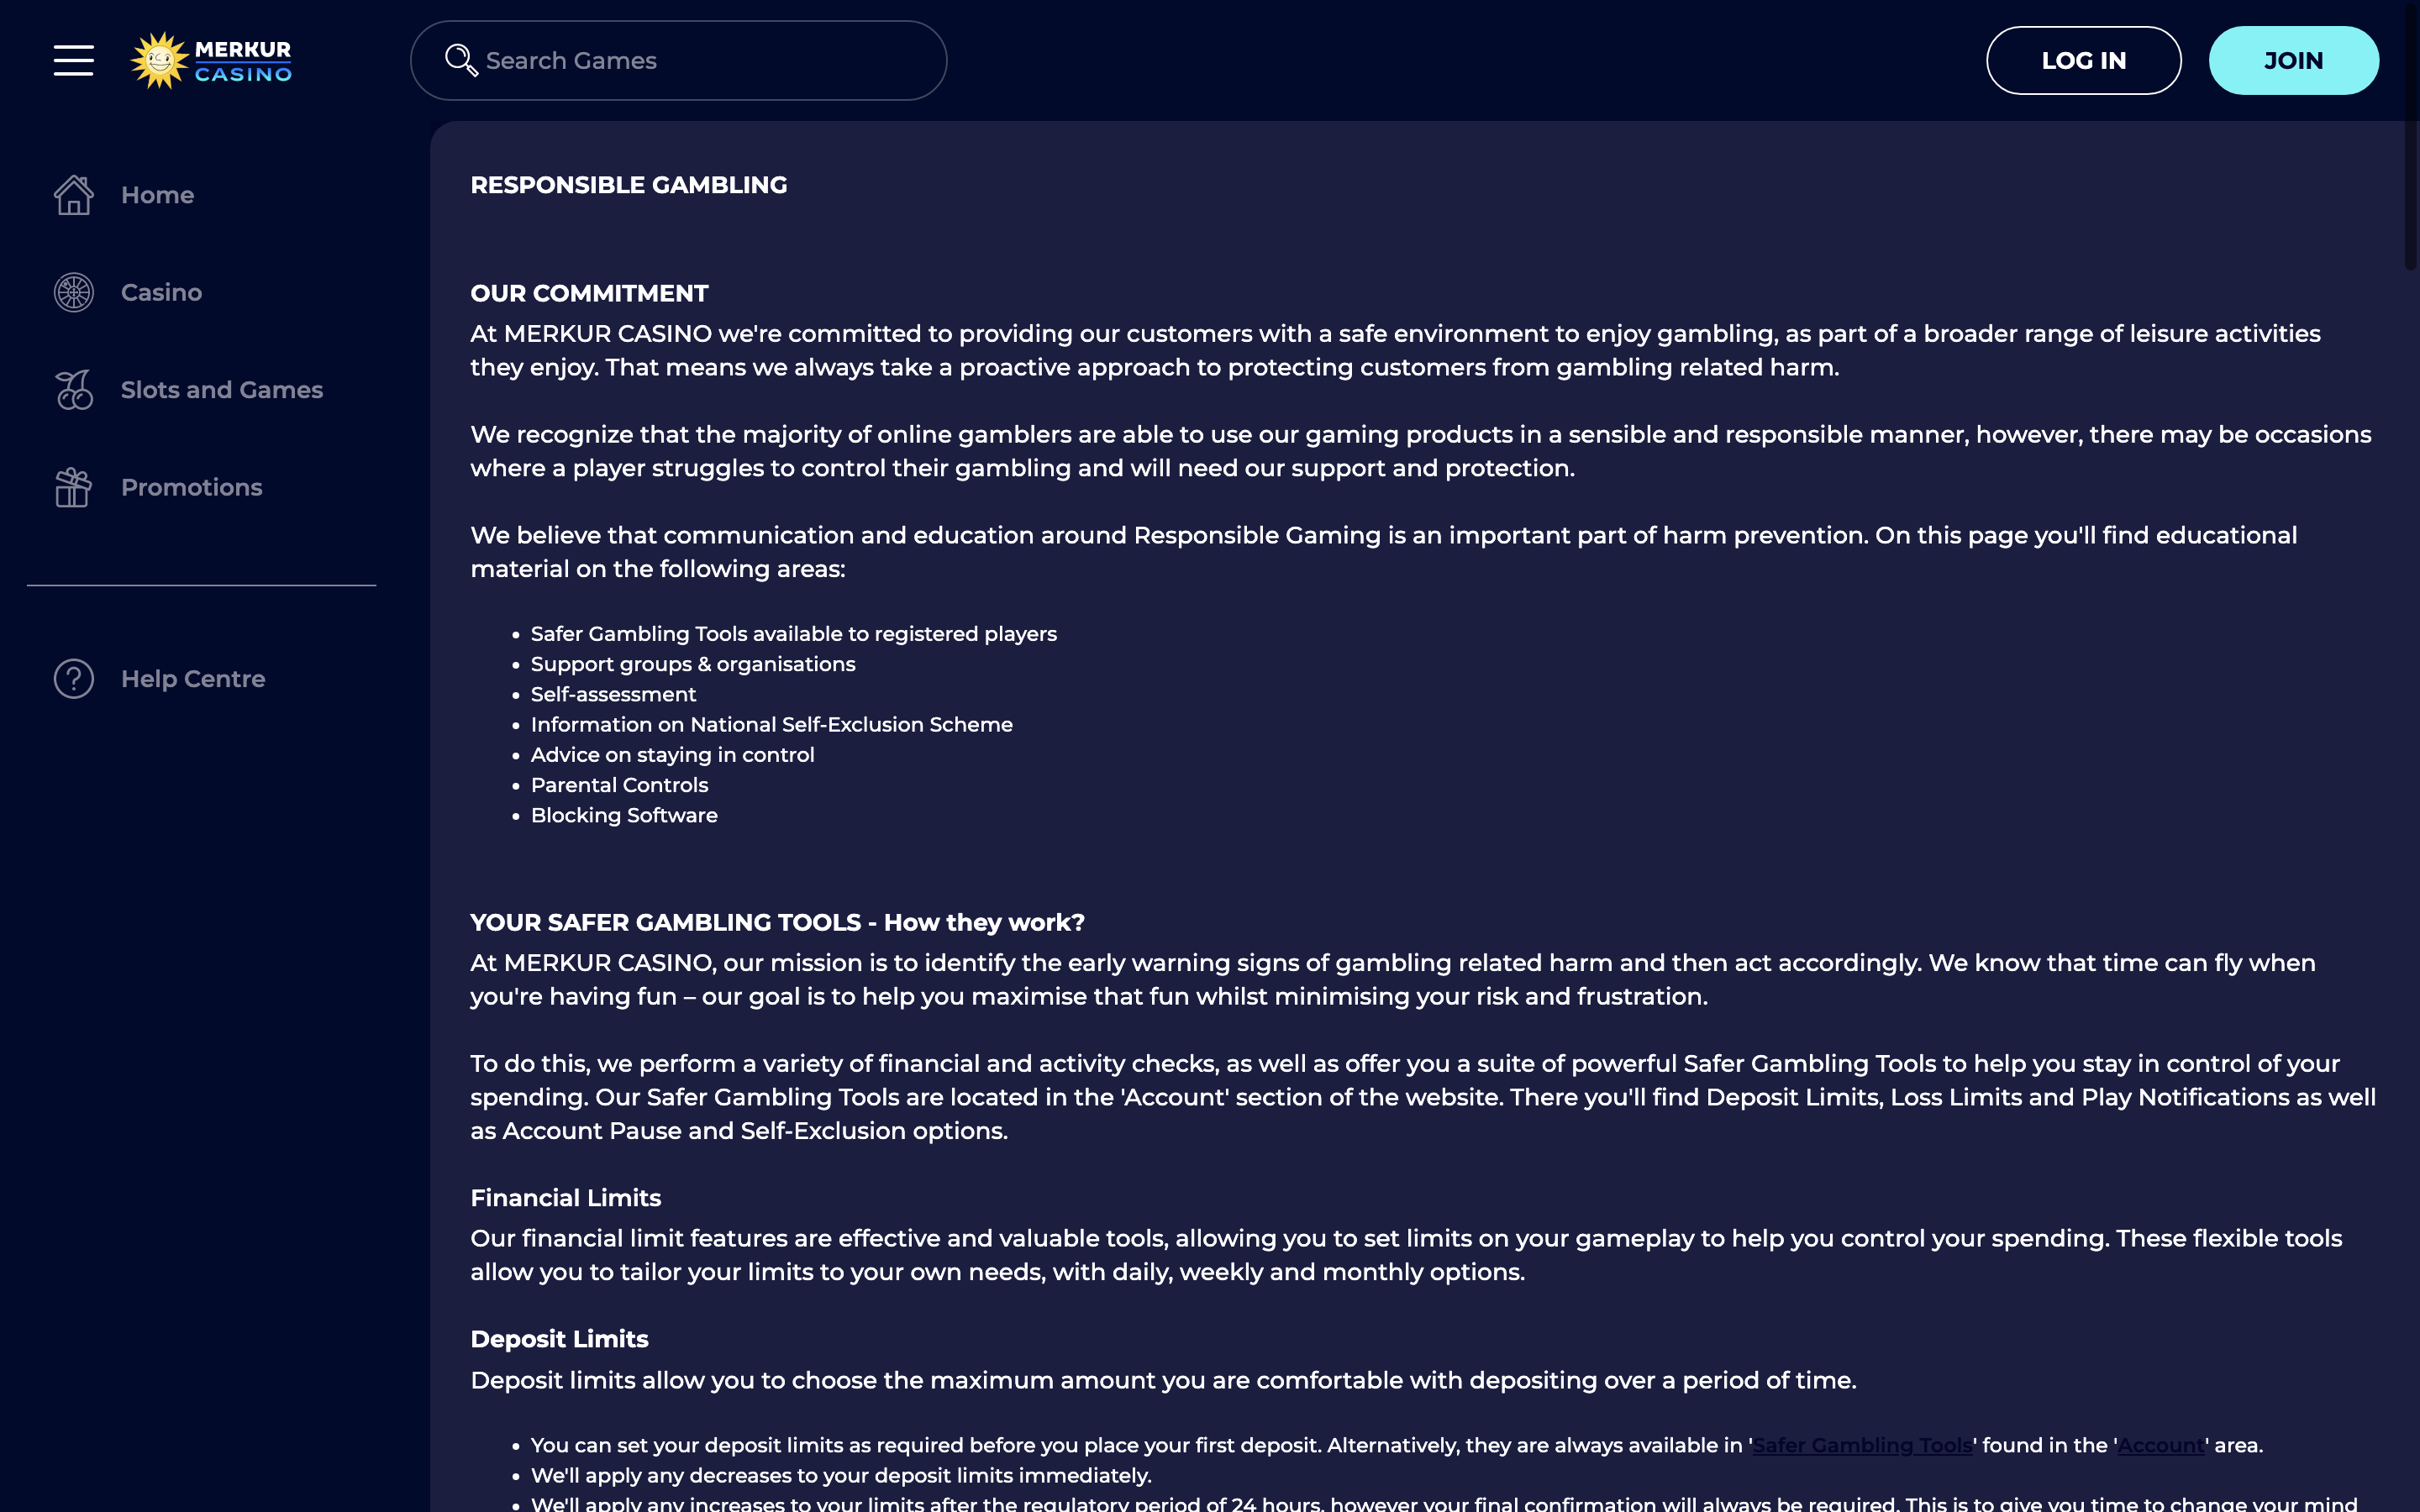 MERKUR
CASINO
Search Games
LOG IN
JOIN
Home
Casino
Slots and Games
Promotions
Help Centre
RESPONSIBLE GAMBLING
OUR COMMITMENT
At MERKUR CASINO we're committed to providing our customers with a safe environment to enjoy gambling, as part of a broader range of leisure activities
they enjoy. That means we always take a proactive approach to protecting customers from gambling related harm.
We recognize that the majority of online gamblers are able to use our gaming products in a sensible and responsible manner, however, there may be occasions
where a player struggles to control their gambling and will need our support and protection.
We believe that communication and education around Responsible Gaming is an important part of harm prevention. On this page you'll find educational
material on the following areas:
• Safer Gambling Tools available to registered players
• Support groups & organisations
• Self-assessment
• Information on National Self-Exclusion Scheme
• Advice on staying in control
• Parental Controls
• Blocking Software
YOUR SAFER GAMBLING TOOLS - How they work?
At MERKUR CASINO, our mission is to identify the early warning signs of gambling related harm and then act accordingly. We know that time can fly when
you're having fun – our goal is to help you maximise that fun whilst minimising your risk and frustration.
To do this, we perform a variety of financial and activity checks, as well as offer you a suite of powerful Safer Gambling Tools to help you stay in control of your
spending. Our Safer Gambling Tools are located in the 'Account' section of the website. There you'll find Deposit Limits, Loss Limits and Play Notifications as well
as Account Pause and Self-Exclusion options.
Financial Limits
Our financial limit features are effective and valuable tools, allowing you to set limits on your gameplay to help you control your spending. These flexible tools
allow you to tailor your limits to your own needs, with daily, weekly and monthly options.
Deposit Limits
Deposit limits allow you to choose the maximum amount you are comfortable with depositing over a period of time.
• You can set your deposit limits as required before you place your first deposit. Alternatively, they are always available in 'Safer Gambling Tools' found in the 'Account' area.
• We'll apply any decreases to your deposit limits immediately.
• We'll apply any increases to your limits after the regulatory period of 24 hours, however your final confirmation will always be required. This is to give you time to change your mind